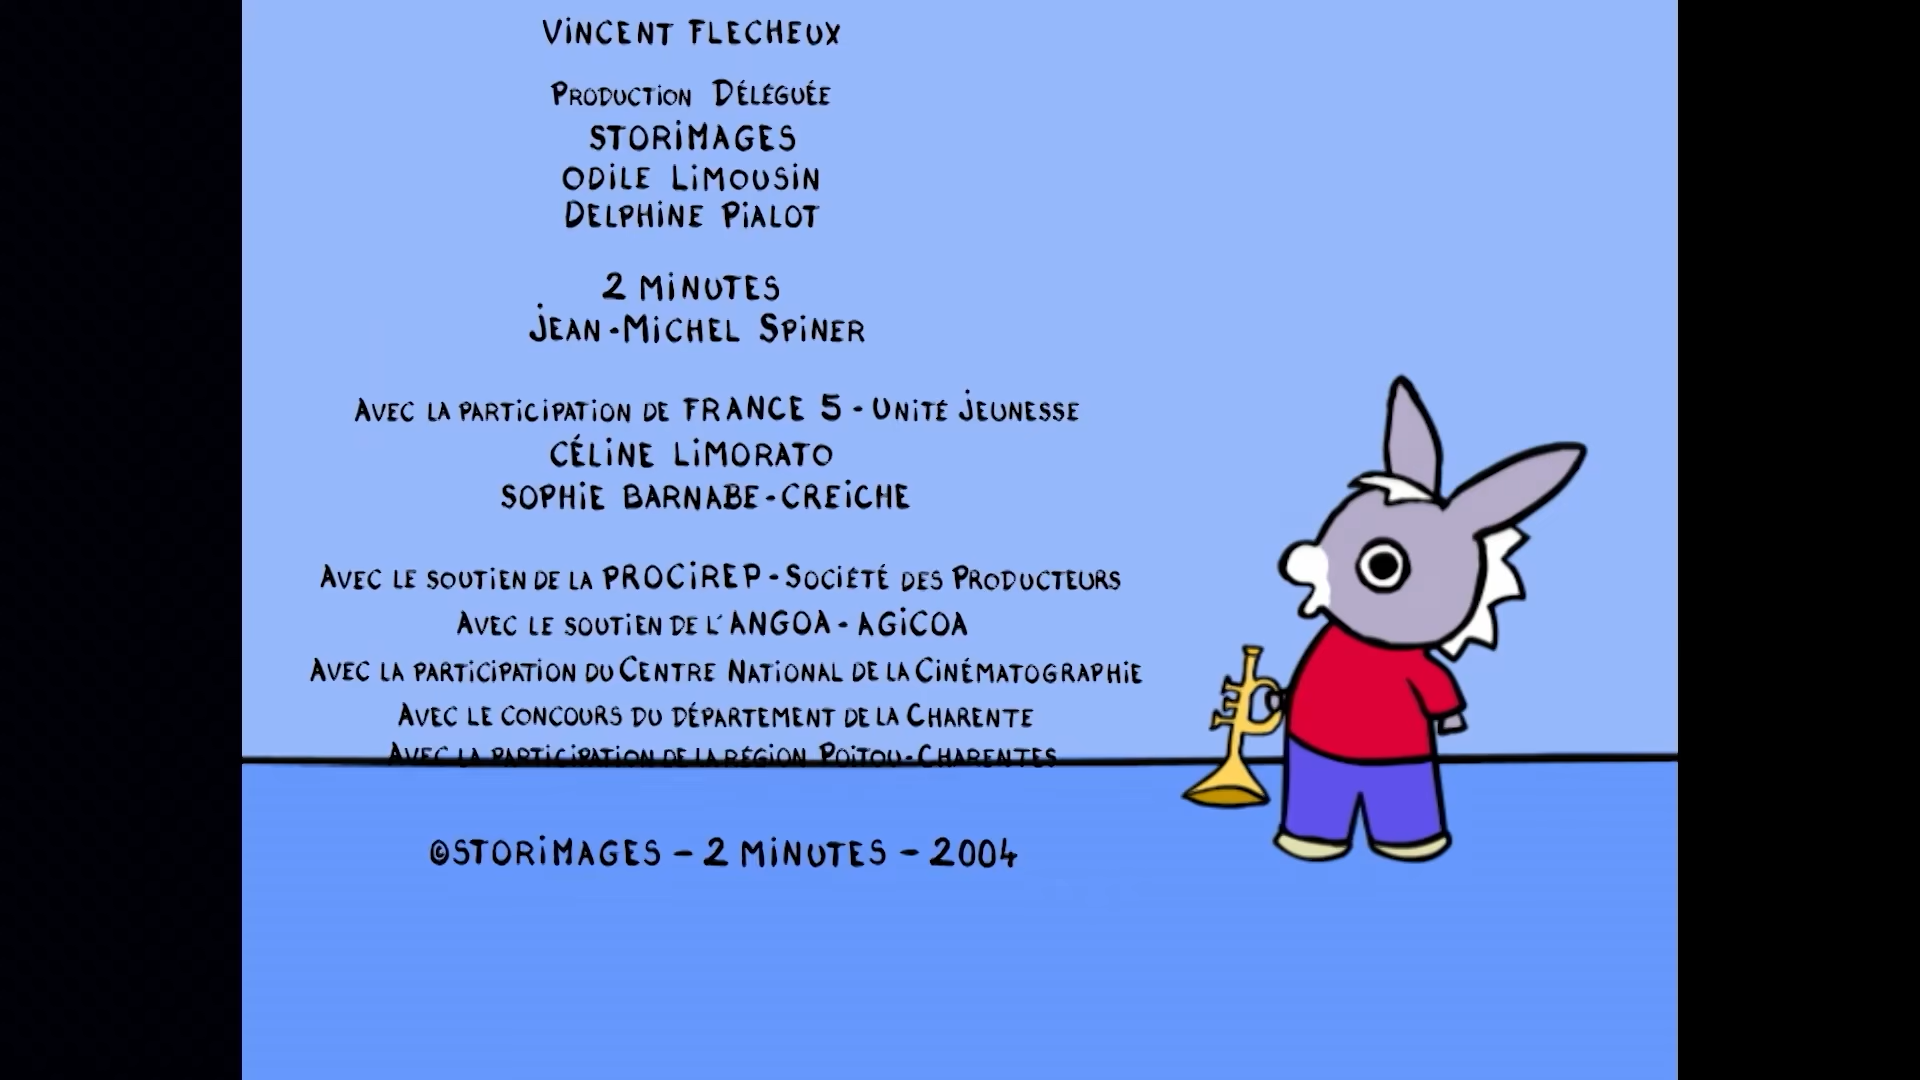 VINCENT FLECHEUX
PRODUCTION DÉLÉGUÉE
STORIMAGES
ODILE LIMOUSIN
DELPHINE PIALOT
2 MINUTES
JEAN-MICHEL SPINER
AVEC LA PARTICIPATION DE FRANCE 5 - UNITÉ JEUNESSE
CÉLINE LIMORATO
SOPHIE BARNABE-CREICHE
AVEC LE SOUTIEN DE LA PROCIREP - SOCIÉTÉ DES PRODUCTEURS
AVEC LE SOUTIEN DE L'ANGOA - AGICOA
AVEC LA PARTICIPATION DU CENTRE NATIONAL DE LA CINÉMATOGRAPHIE
AVEC LE CONCOURS DU DÉPARTEMENT DE LA CHARENTE
AVEC LA PARTICIPATION DE LA RÉGION POITOU-CHARENTES
©STORIMAGES – 2 MINUTES – 2004